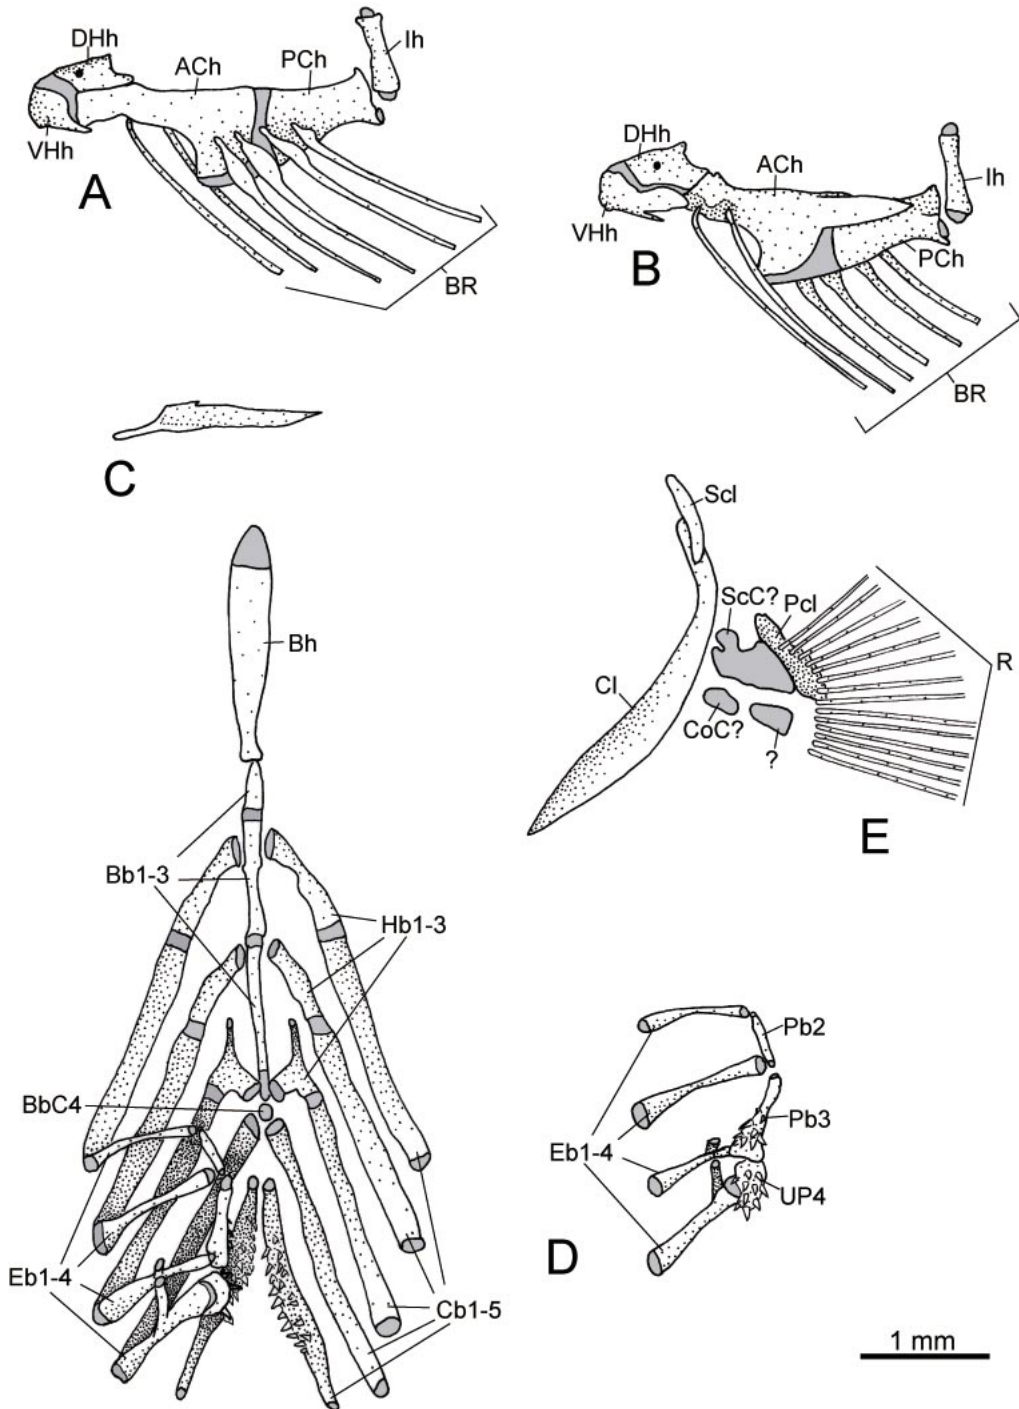 DHh
ACh
PCh
Ih
VHh
A
BR
DHh
ACh
Ih
VHh
B
PCh
BR
C
Scl
ScC?
Pcl
R
Cl
CoC?
?
E
Bh
Bb1-3
Hb1-3
BbC4
Eb1-4
Cb1-5
Pb2
Pb3
Eb1-4
UP4
D
1 mm